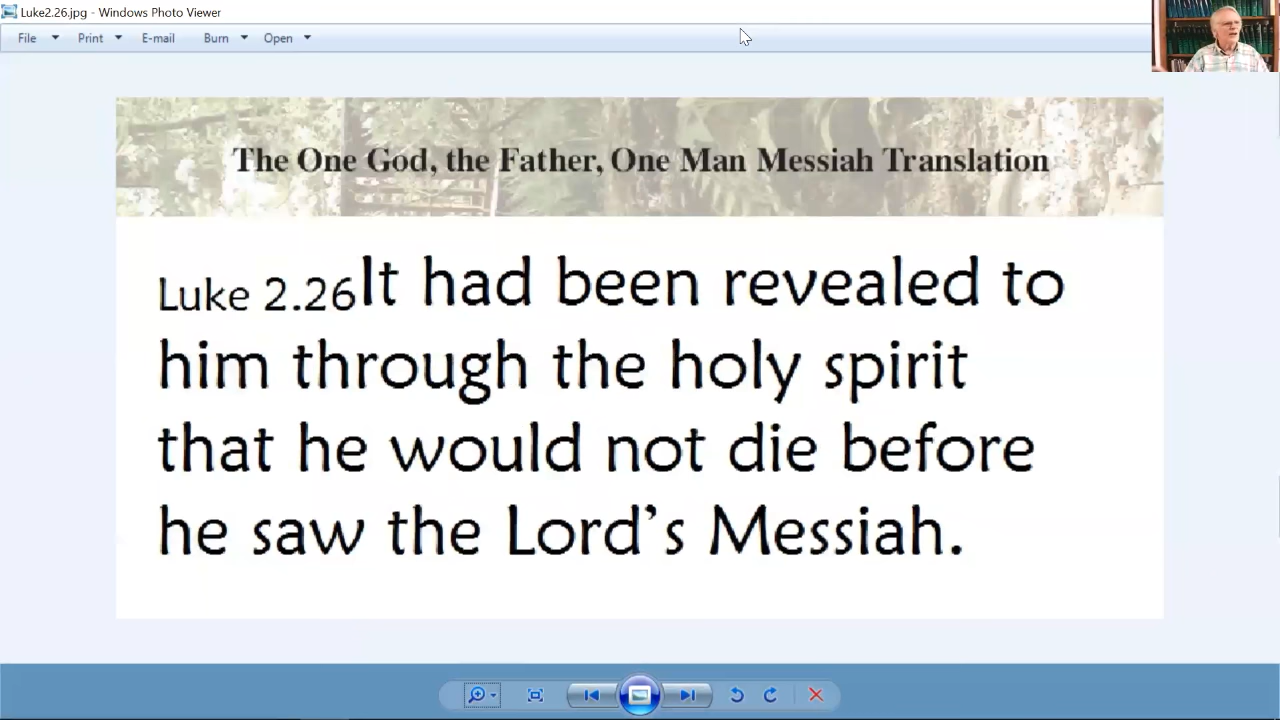 Luke2.26.jpg - Windows Photo Viewer
File Print E-mail Burn Open
The One God, the Father, One Man Messiah Translation
Luke 2.26 It had been revealed to
him through the holy spirit
that he would not die before
he saw the Lord's Messiah.